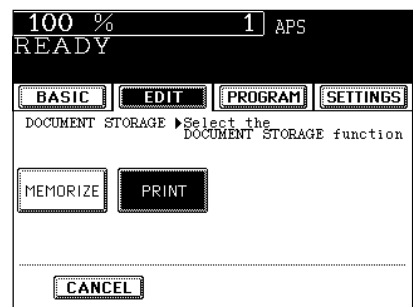 100 % 1 APS
READY
BASIC EDIT PROGRAM SETTINGS
DOCUMENT STORAGE ▶Select the
DOCUMENT STORAGE function
MEMORIZE PRINT
CANCEL